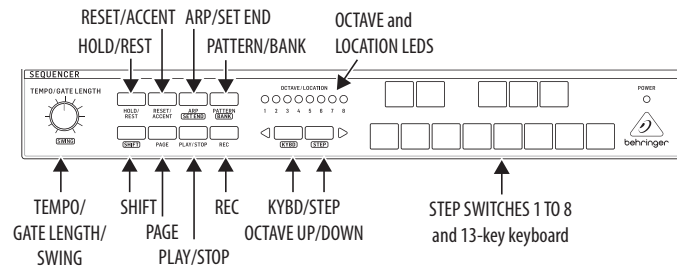 RESET/ACCENT ARP/SET END OCTAVE and
HOLD/REST PATTERN/BANK LOCATION LEDS
SEQUENCER
TEMPO/GATE LENGTH
OCTAVE/LOCATION
POWER
1 2 3 4 5 6 7 8
HOLD/
REST
RESET/
ACCENT
ARP
SET END
PATTERN
BANK
SWING
SHIFT PAGE PLAY/STOP REC KYBD STEP
behringer
TEMPO/
GATE LENGTH/
SWING
SHIFT
PAGE
PLAY/STOP
REC
KYBD/STEP
OCTAVE UP/DOWN
STEP SWITCHES 1 TO 8
and 13-key keyboard